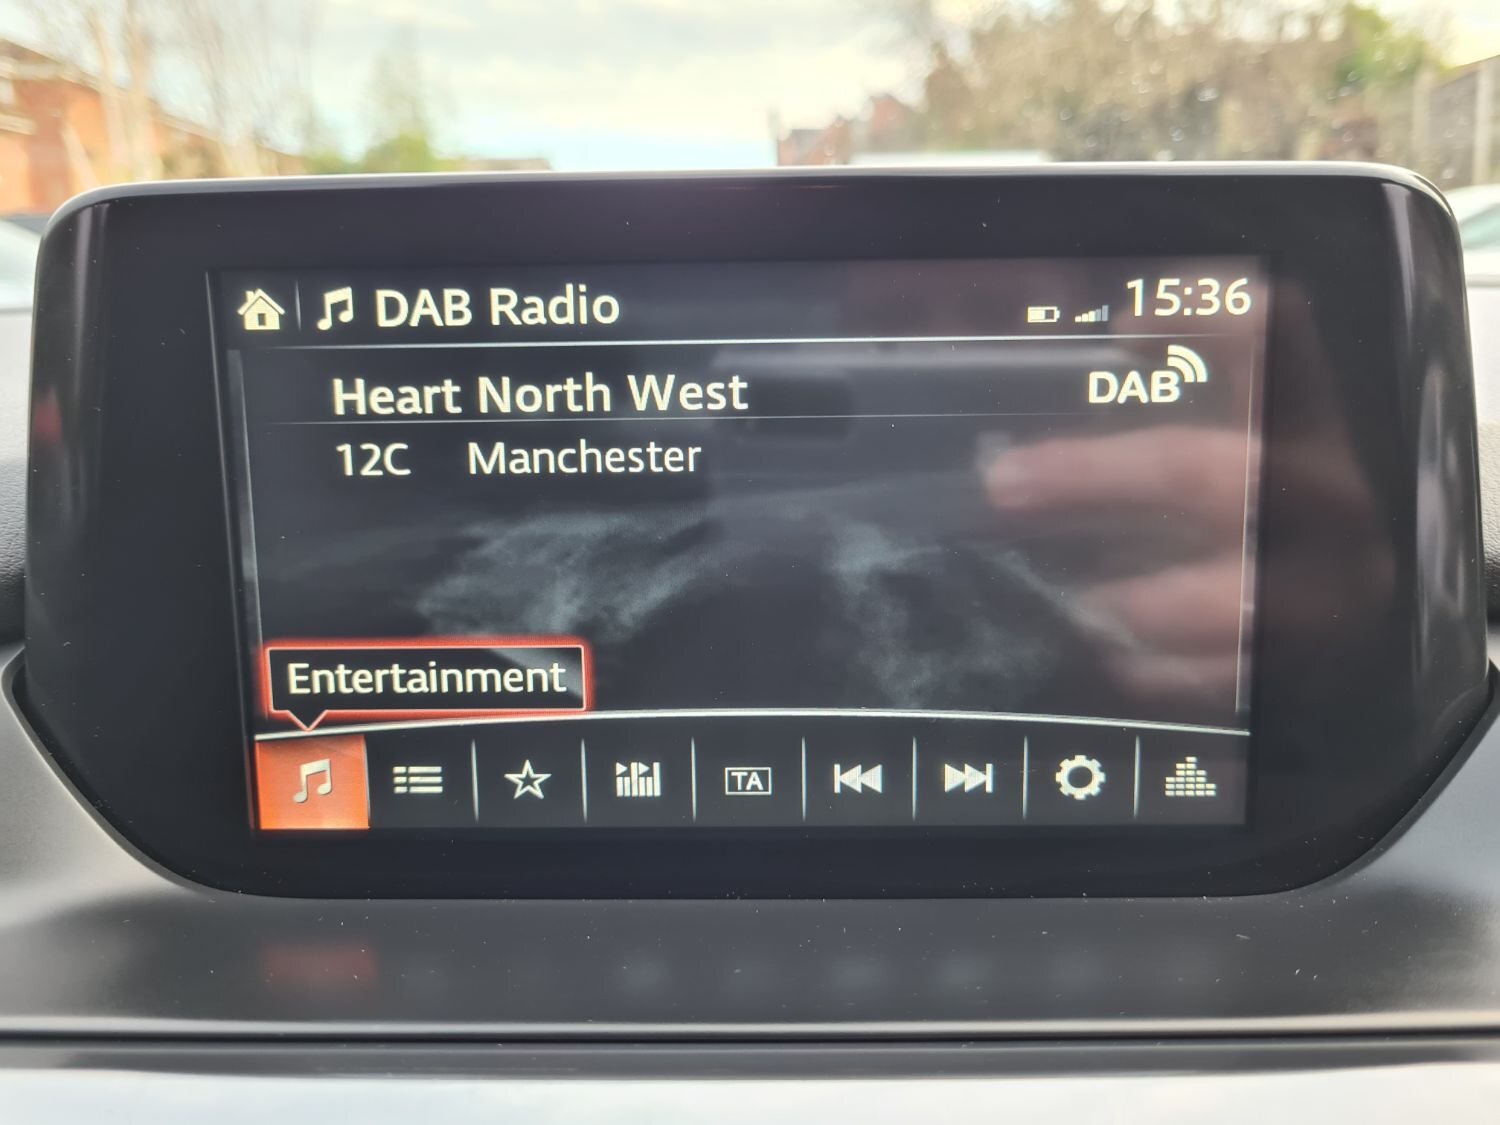 DAB Radio 15:36
Heart North West DAB
12C Manchester
Entertainment
TA